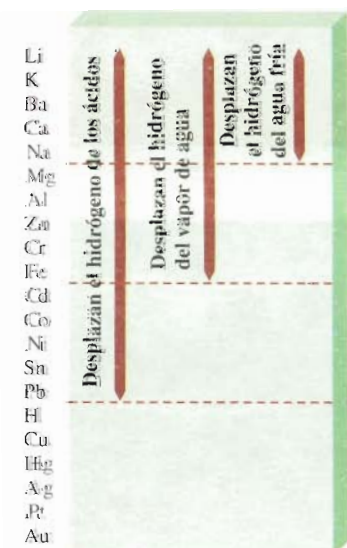 Li
K
Ba
Ca
Na
Mg
Al
Zn
Cr
Fe
Cd
Co
Ni
Sn
Pb
H
Cu
Hg
Ag
Pt
Au
Desplazan el hidrógeno de los ácidos
Desplazan el hidrógeno
del vapor de agua
Desplazan
el hidrógeno
del agua fría